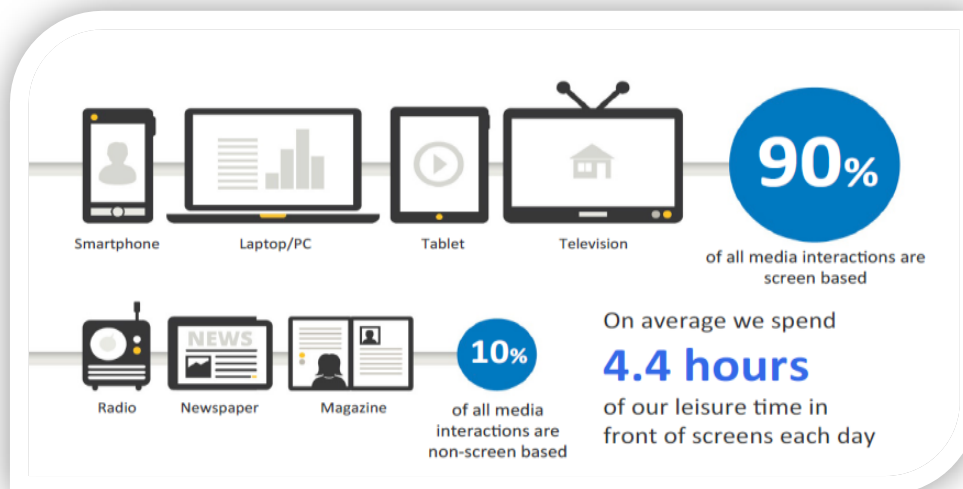 Smartphone
Laptop/PC
Tablet
Television
90%
of all media interactions are
screen based
NEWS
Radio
Newspaper
Magazine
10%
of all media
interactions are
non-screen based
On average we spend
4.4 hours
of our leisure time in
front of screens each day